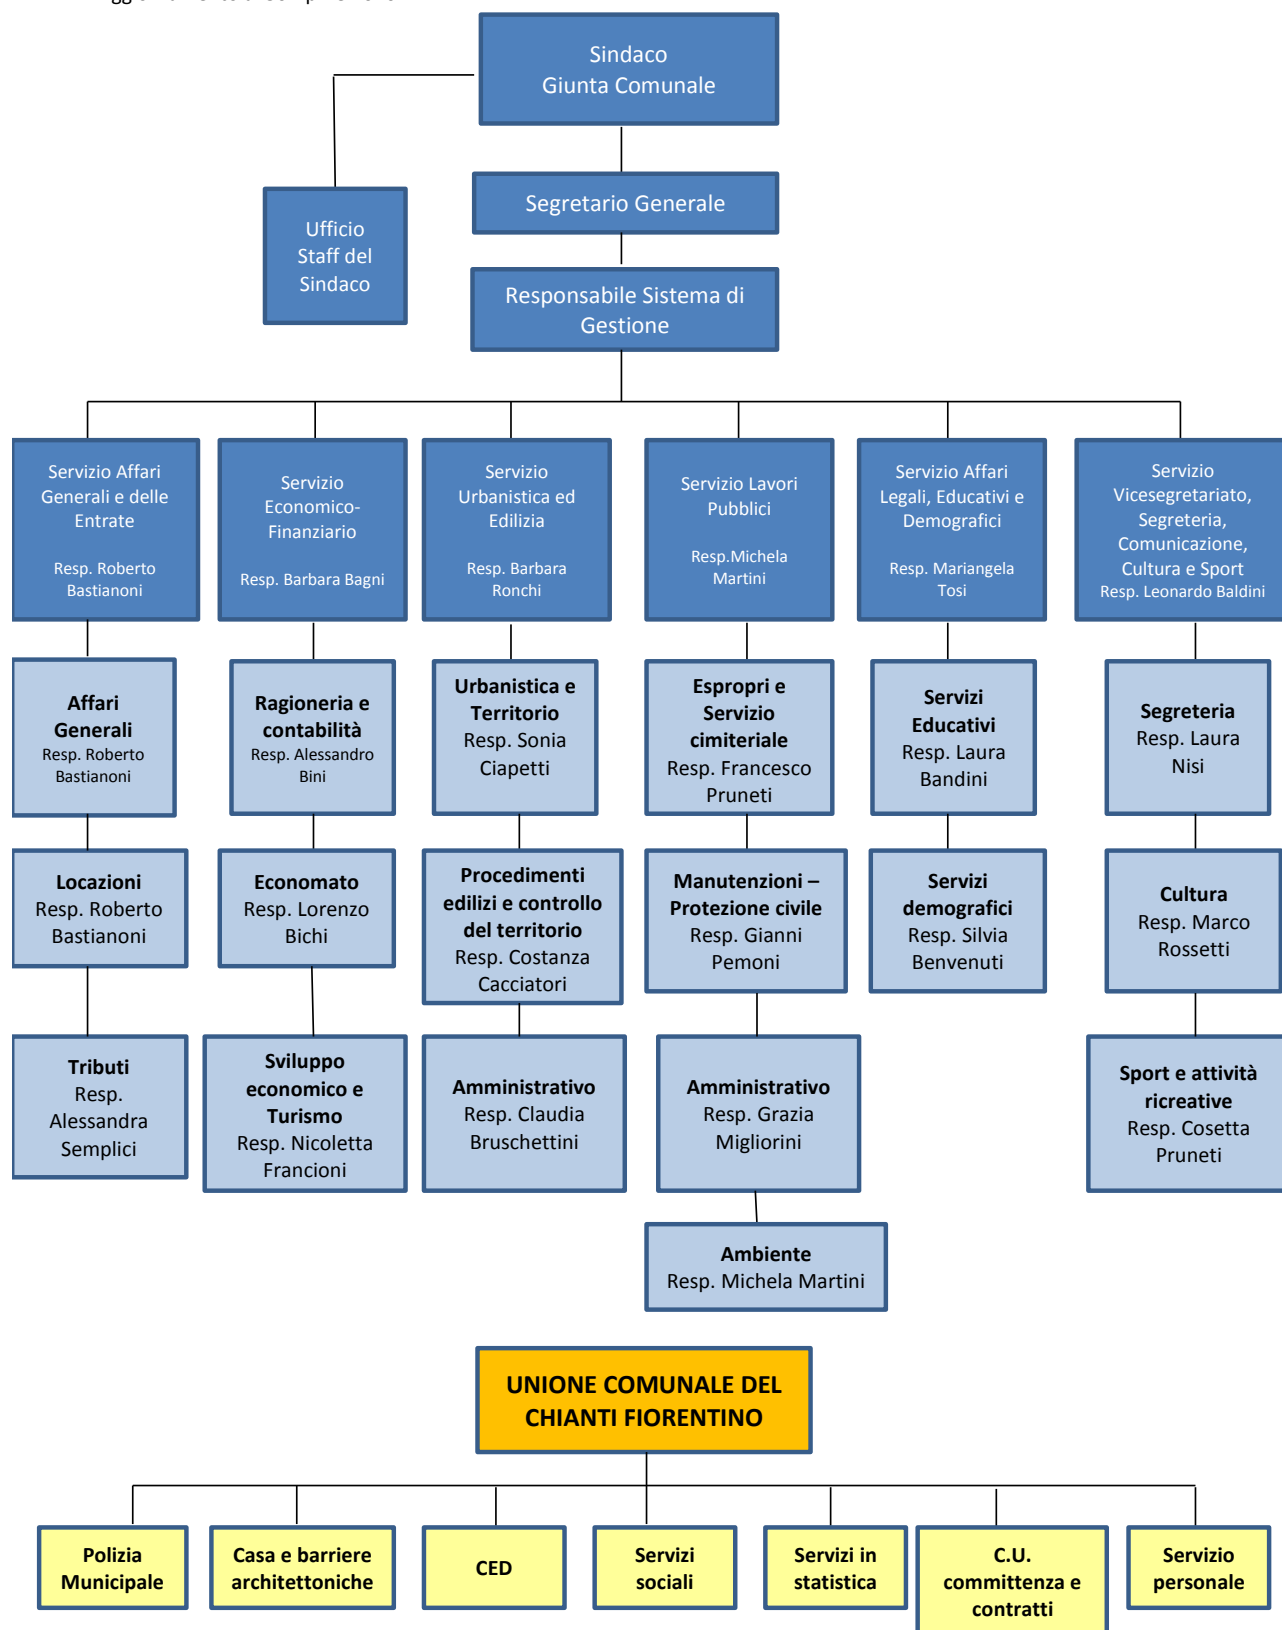 Sindaco
Giunta Comunale
Segretario Generale
Ufficio
Staff del
Sindaco
Responsabile Sistema di
Gestione
Servizio Affari
Generali e delle
Entrate
Resp. Roberto
Bastianoni
Servizio
Economico-
Finanziario
Resp. Barbara Bagni
Servizio
Urbanistica ed
Edilizia
Resp. Barbara
Ronchi
Servizio Lavori
Pubblici
Resp.Michela
Martini
Servizio Affari
Legali, Educativi e
Demografici
Resp. Mariangela
Tosi
Servizio
Vicesegretariato,
Segreteria,
Comunicazione,
Cultura e Sport
Resp. Leonardo Baldini
Affari
Generali
Resp. Roberto
Bastianoni
Ragioneria e
contabilità
Resp. Alessandro
Bini
Urbanistica e
Territorio
Resp. Sonia
Ciapetti
Espropri e
Servizio
cimiteriale
Resp. Francesco
Pruneti
Servizi
Educativi
Resp. Laura
Bandini
Segreteria
Resp. Laura
Nisi
Locazioni
Resp. Roberto
Bastianoni
Economato
Resp. Lorenzo
Bichi
Procedimenti
edilizi e controllo
del territorio
Resp. Costanza
Cacciatori
Manutenzioni –
Protezione civile
Resp. Gianni
Pemoni
Servizi
demografici
Resp. Silvia
Benvenuti
Cultura
Resp. Marco
Rossetti
Tributi
Resp.
Alessandra
Semplici
Sviluppo
economico e
Turismo
Resp. Nicoletta
Francioni
Amministrativo
Resp. Claudia
Bruschettini
Amministrativo
Resp. Grazia
Migliorini
Sport e attività
ricreative
Resp. Cosetta
Pruneti
Ambiente
Resp. Michela Martini
UNIONE COMUNALE DEL
CHIANTI FIORENTINO
Polizia
Municipale
Casa e barriere
architettoniche
CED
Servizi
sociali
Servizi in
statistica
C.U.
committenza e
contratti
Servizio
personale